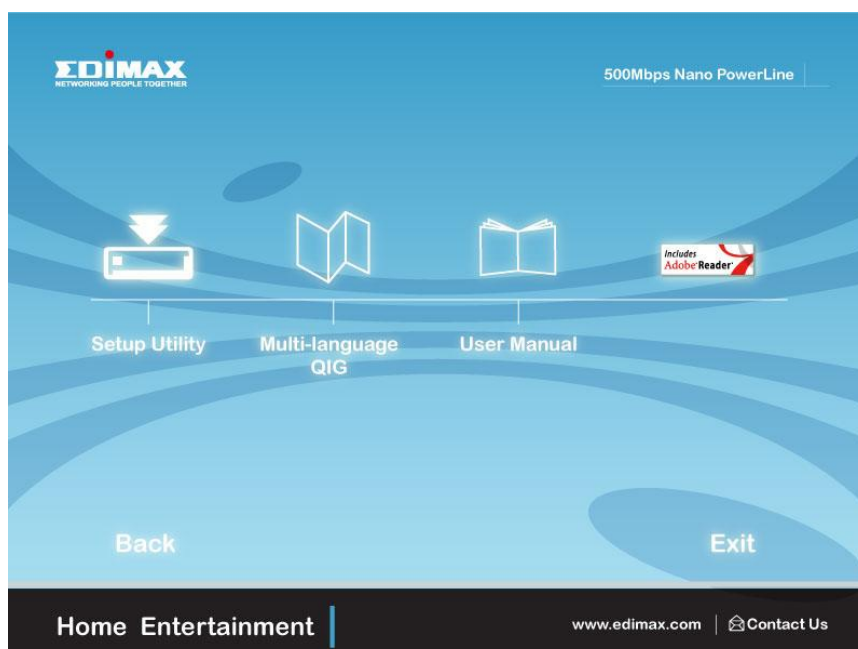 EDIMAX
NETWORKING PEOPLE TOGETHER
500Mbps Nano PowerLine
Includes
Adobe Reader
Setup Utility
Multi-language
QIG
User Manual
Back
Exit
Home Entertainment
www.edimax.com
Contact Us